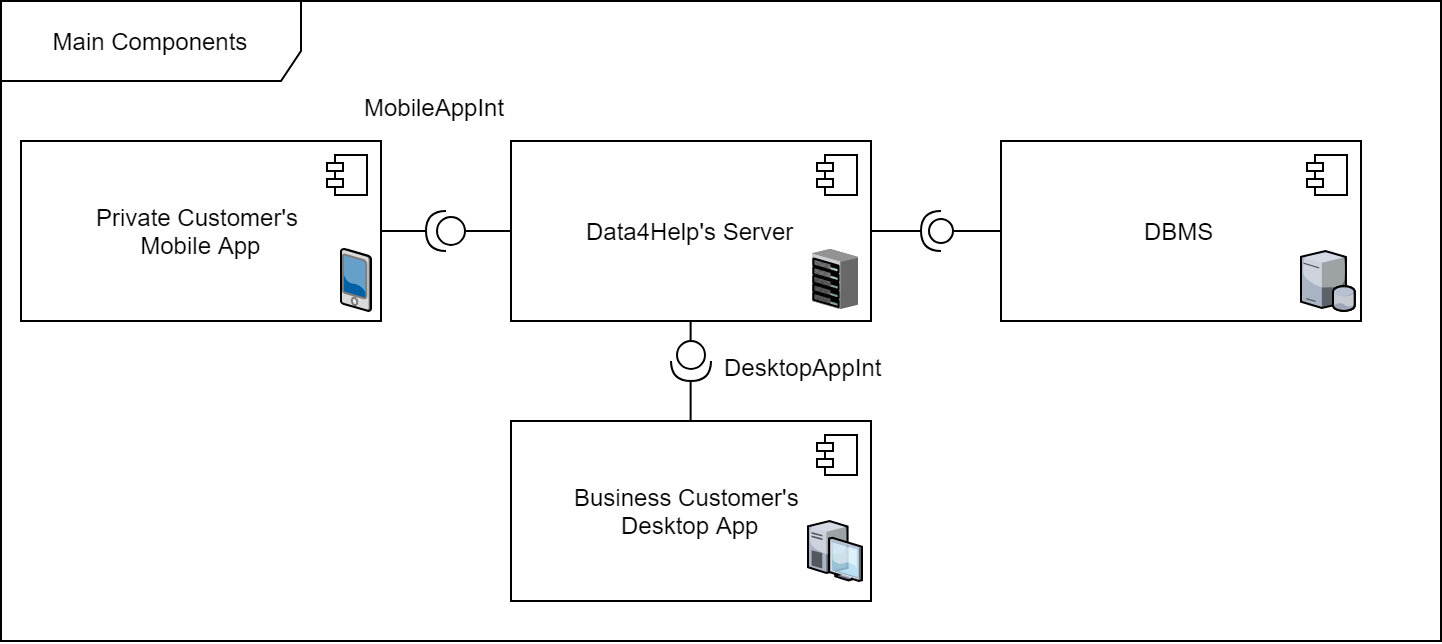 Main Components
MobileAppInt
Private Customer's
Mobile App
Data4Help's Server
DBMS
DesktopAppInt
Business Customer's
Desktop App